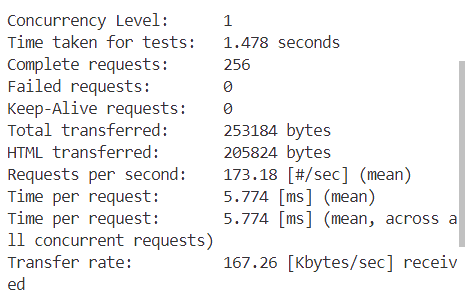 Concurrency Level:      1
Time taken for tests:   1.478 seconds
Complete requests:      256
Failed requests:        0
Keep-Alive requests:    0
Total transferred:      253184 bytes
HTML transferred:       205824 bytes
Requests per second:    173.18 [#/sec] (mean)
Time per request:       5.774 [ms] (mean)
Time per request:       5.774 [ms] (mean, across a
ll concurrent requests)
Transfer rate:          167.26 [Kbytes/sec] receiv
ed